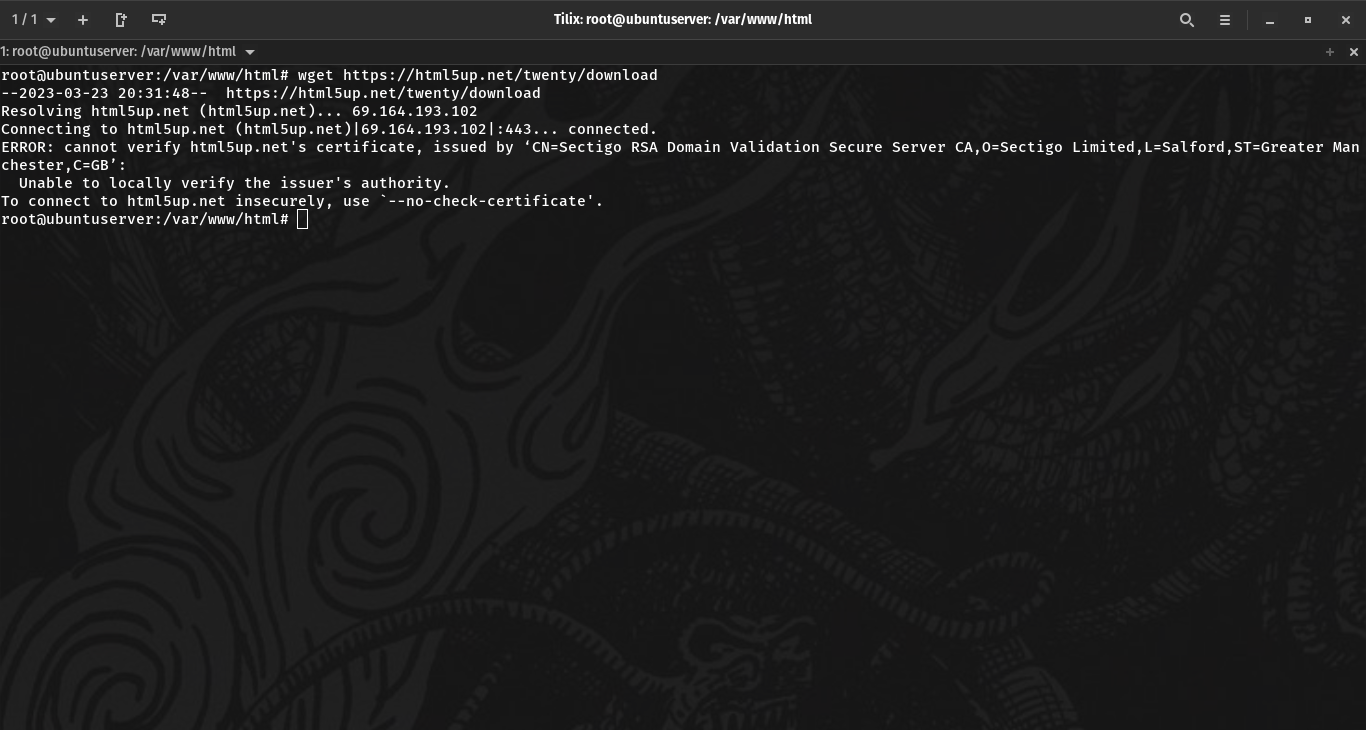 1 / 1
Tilix: root@ubuntuserver: /var/www/html
1: root@ubuntuserver: /var/www/html
root@ubuntuserver:/var/www/html# wget https://html5up.net/twenty/download
--2023-03-23 20:31:48--  https://html5up.net/twenty/download
Resolving html5up.net (html5up.net)... 69.164.193.102
Connecting to html5up.net (html5up.net)|69.164.193.102|:443... connected.
ERROR: cannot verify html5up.net's certificate, issued by ‘CN=Sectigo RSA Domain Validation Secure Server CA,O=Sectigo Limited,L=Salford,ST=Greater Man
chester,C=GB’:
  Unable to locally verify the issuer's authority.
To connect to html5up.net insecurely, use `--no-check-certificate'.
root@ubuntuserver:/var/www/html#